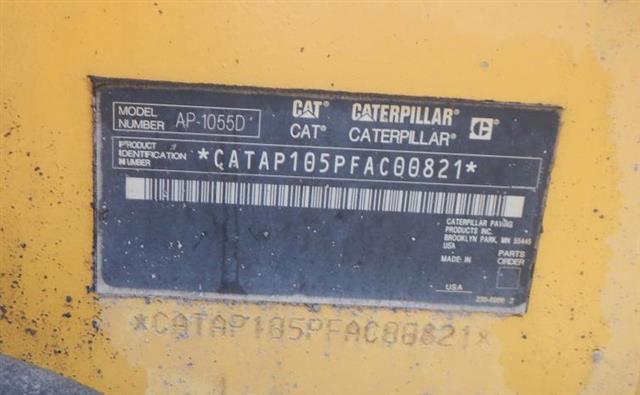 MODEL NUMBER AP-1055D
CAT® CATERPILLAR® C
CAT® CATERPILLAR®
PRODUCT IDENTIFICATION NUMBER *CATAP105PFAC00821*
CATERPILLAR PAVING
PRODUCTS INC.
BROOKLYN PARK, MN 55445
USA
MADE: IN
PARTS ORDER
USA
*CATAP105PFAC00821*